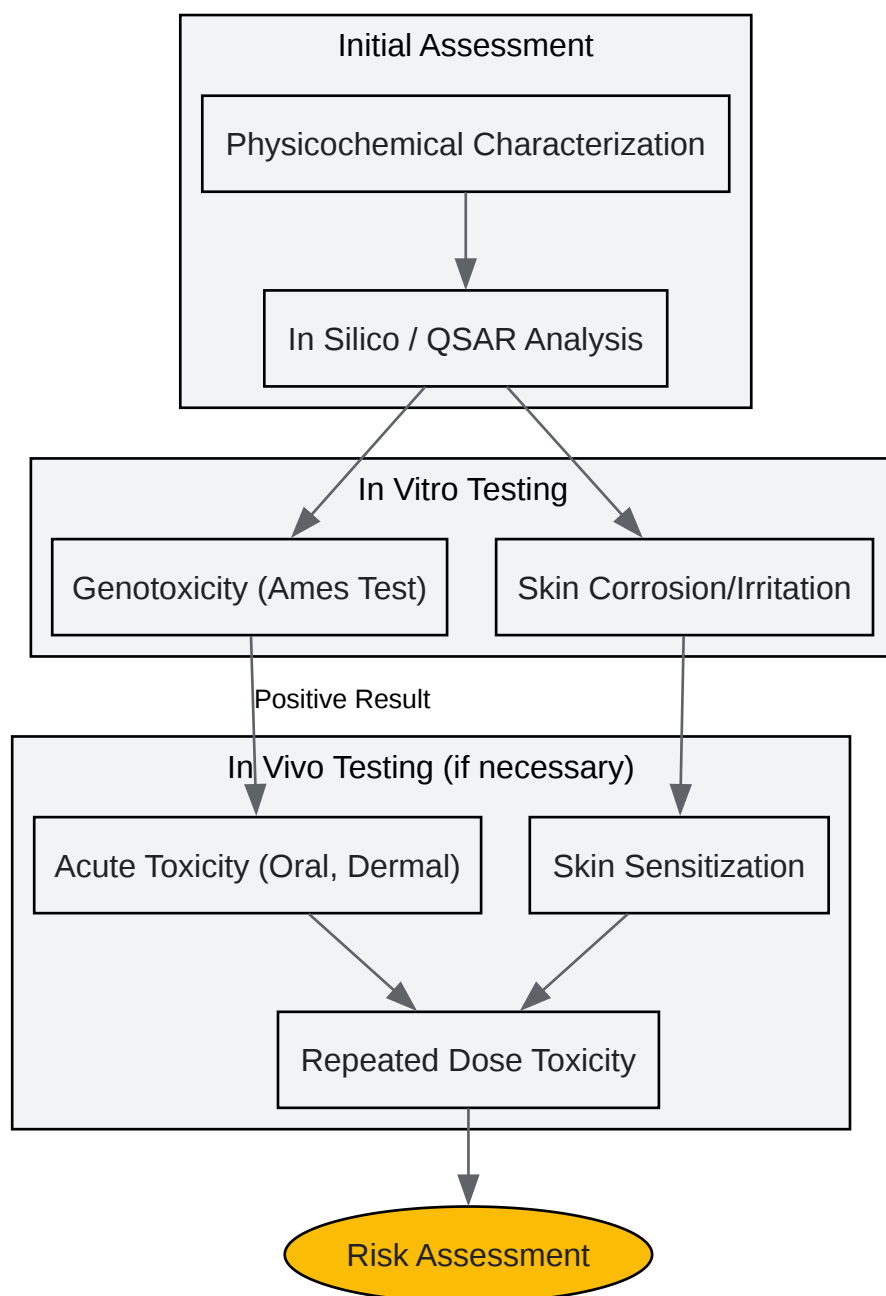 Initial Assessment
Physicochemical Characterization
In Silico / QSAR Analysis
In Vitro Testing
Genotoxicity (Ames Test)
Skin Corrosion/Irritation
Positive Result
In Vivo Testing (if necessary)
Acute Toxicity (Oral, Dermal)
Skin Sensitization
Repeated Dose Toxicity
Risk Assessment